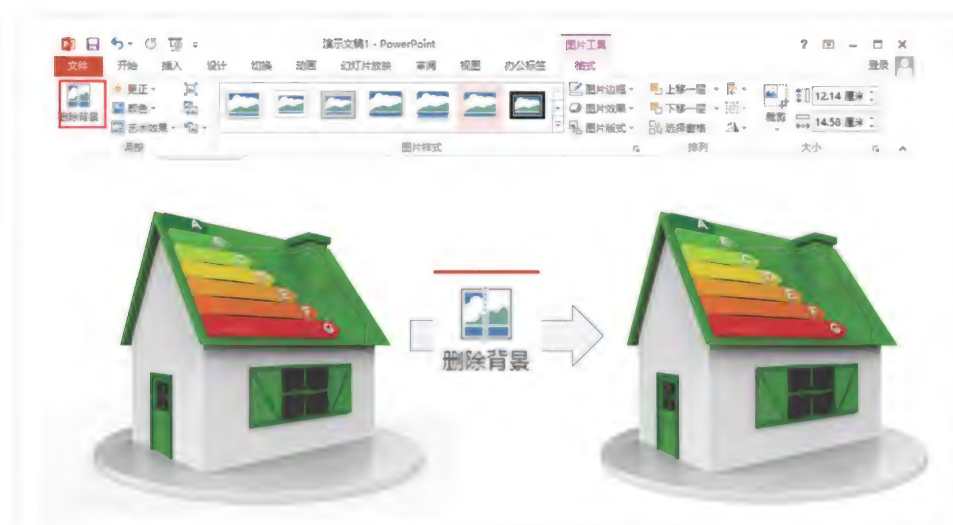 演示文稿1 - PowerPoint
图片工具
?
文件 开始 插入 设计 切换 动画 幻灯片放映 审阅 视图 办公标签 格式 登录
删除背景
更正
颜色
艺术效果
调整
图片样式
图片边框
图片效果
图片版式
上移一层
下移一层
选择窗格
排列
裁剪
12.14 厘米
14.58 厘米
大小
A
G
删除背景
A
G